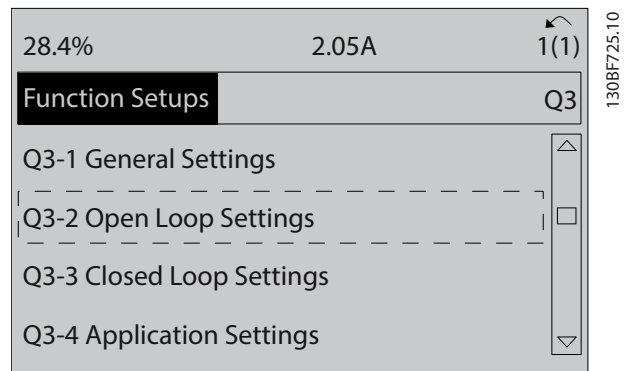 28.4% 2.05A 1(1)
Function Setups Q3
Q3-1 General Settings
Q3-2 Open Loop Settings
Q3-3 Closed Loop Settings
Q3-4 Application Settings
130BF725.10